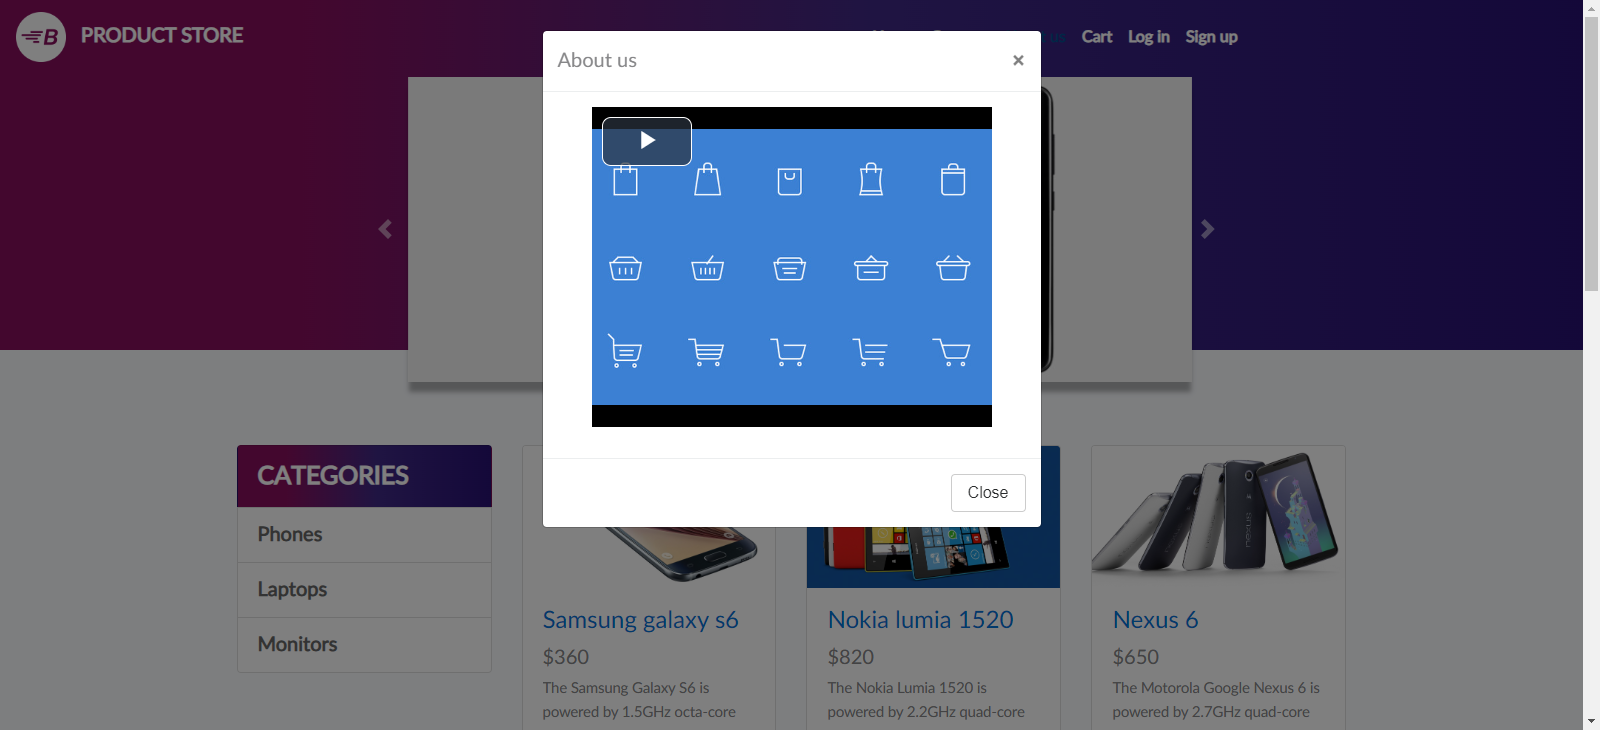 B PRODUCT STORE
Cart Log in Sign up
About us ×
Close
CATEGORIES
Phones
Laptops
Monitors
Samsung galaxy s6
$360
The Samsung Galaxy S6 is
powered by 1.5GHz octa-core
Nokia lumia 1520
$820
The Nokia Lumia 1520 is
powered by 2.2GHz quad-core
Nexus 6
$650
The Motorola Google Nexus 6 is
powered by 2.7GHz quad-core